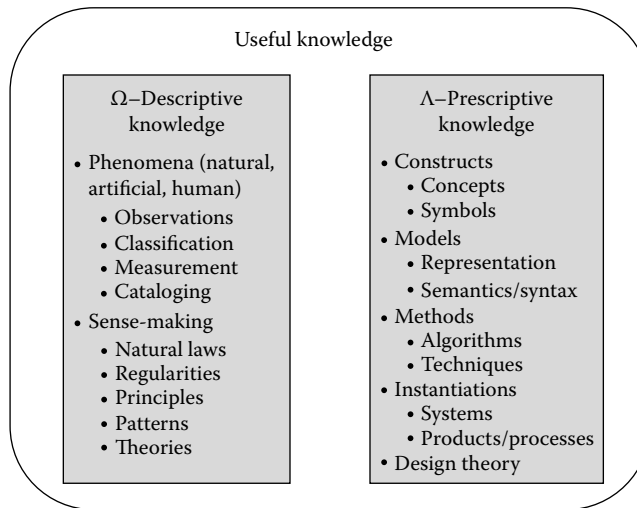 Useful knowledge
Ω–Descriptive
knowledge
• Phenomena (natural,
artificial, human)
• Observations
• Classification
• Measurement
• Cataloging
• Sense-making
• Natural laws
• Regularities
• Principles
• Patterns
• Theories
Λ–Prescriptive
knowledge
• Constructs
• Concepts
• Symbols
• Models
• Representation
• Semantics/syntax
• Methods
• Algorithms
• Techniques
• Instantiations
• Systems
• Products/processes
• Design theory